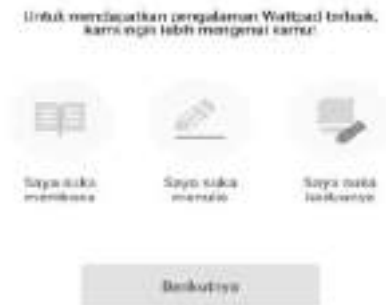 Untuk mendapatkan pengalaman Wattpad terbaik,
kami ingin lebih mengenai kamu!
Saya suka
membaca
Saya suka
menulis
Saya suka
keduanya
Berikutnya